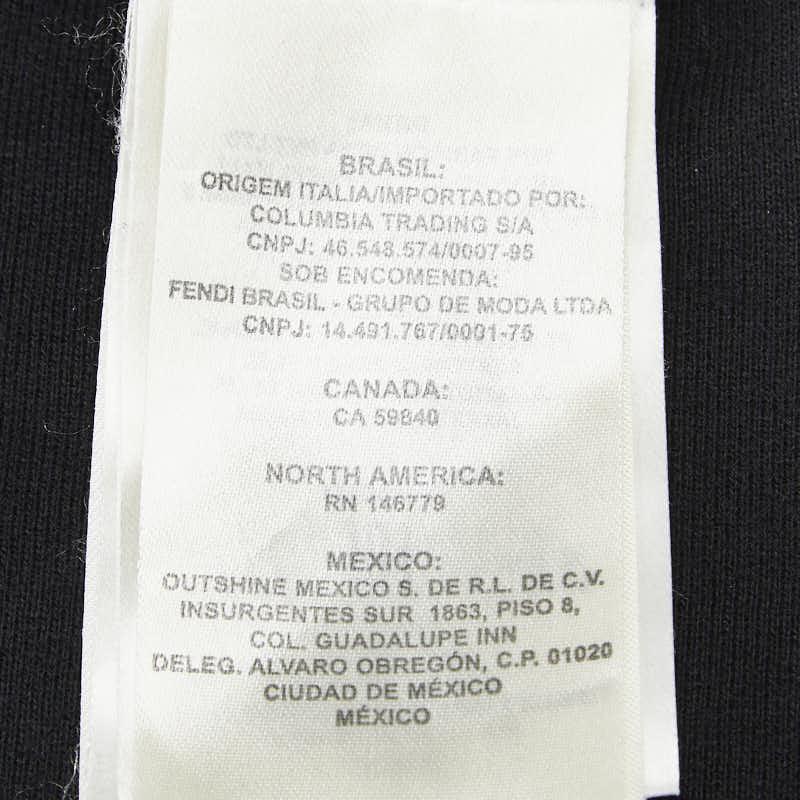 BRASIL:
ORIGEM ITALIA/IMPORTADO POR:
COLUMBIA TRADING S/A
CNPJ: 46.548.574/0007-95
SOB ENCOMENDA:
FENDI BRASIL - GRUPO DE MODA LTDA
CNPJ: 14.491.767/0001-75
CANADA:
CA 59840
NORTH AMERICA:
RN 146779
MEXICO:
OUTSHINE MEXICO S. DE R.L. DE C.V.
INSURGENTES SUR 1863, PISO 8,
COL. GUADALUPE INN
DELEG. ALVARO OBREGÓN, C.P. 01020
CIUDAD DE MÉXICO
MÉXICO